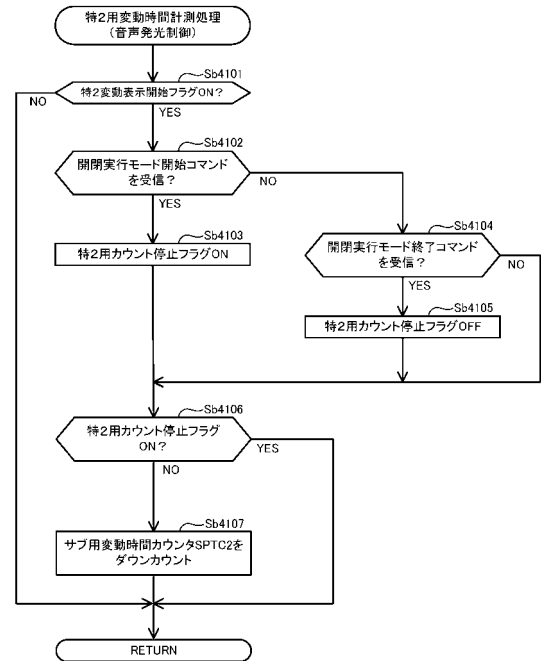 特2用変動時間計測処理
(音声発光制御)
Sb4101
特2変動表示開始フラグON?
NO
YES
Sb4102
開閉実行モード開始コマンド
を受信?
NO
YES
Sb4103
特2用カウント停止フラグON
Sb4104
開閉実行モード終了コマンド
を受信?
NO
YES
Sb4105
特2用カウント停止フラグOFF
Sb4106
特2用カウント停止フラグ
ON?
YES
NO
Sb4107
サブ用変動時間カウンタSPTC2を
ダウンカウント
RETURN